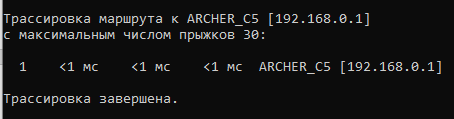 Трассировка маршрута к ARCHER_C5 [192.168.0.1]
с максимальным числом прыжков 30:
1 <1 мс <1 мс <1 мс ARCHER_C5 [192.168.0.1]
Трассировка завершена.